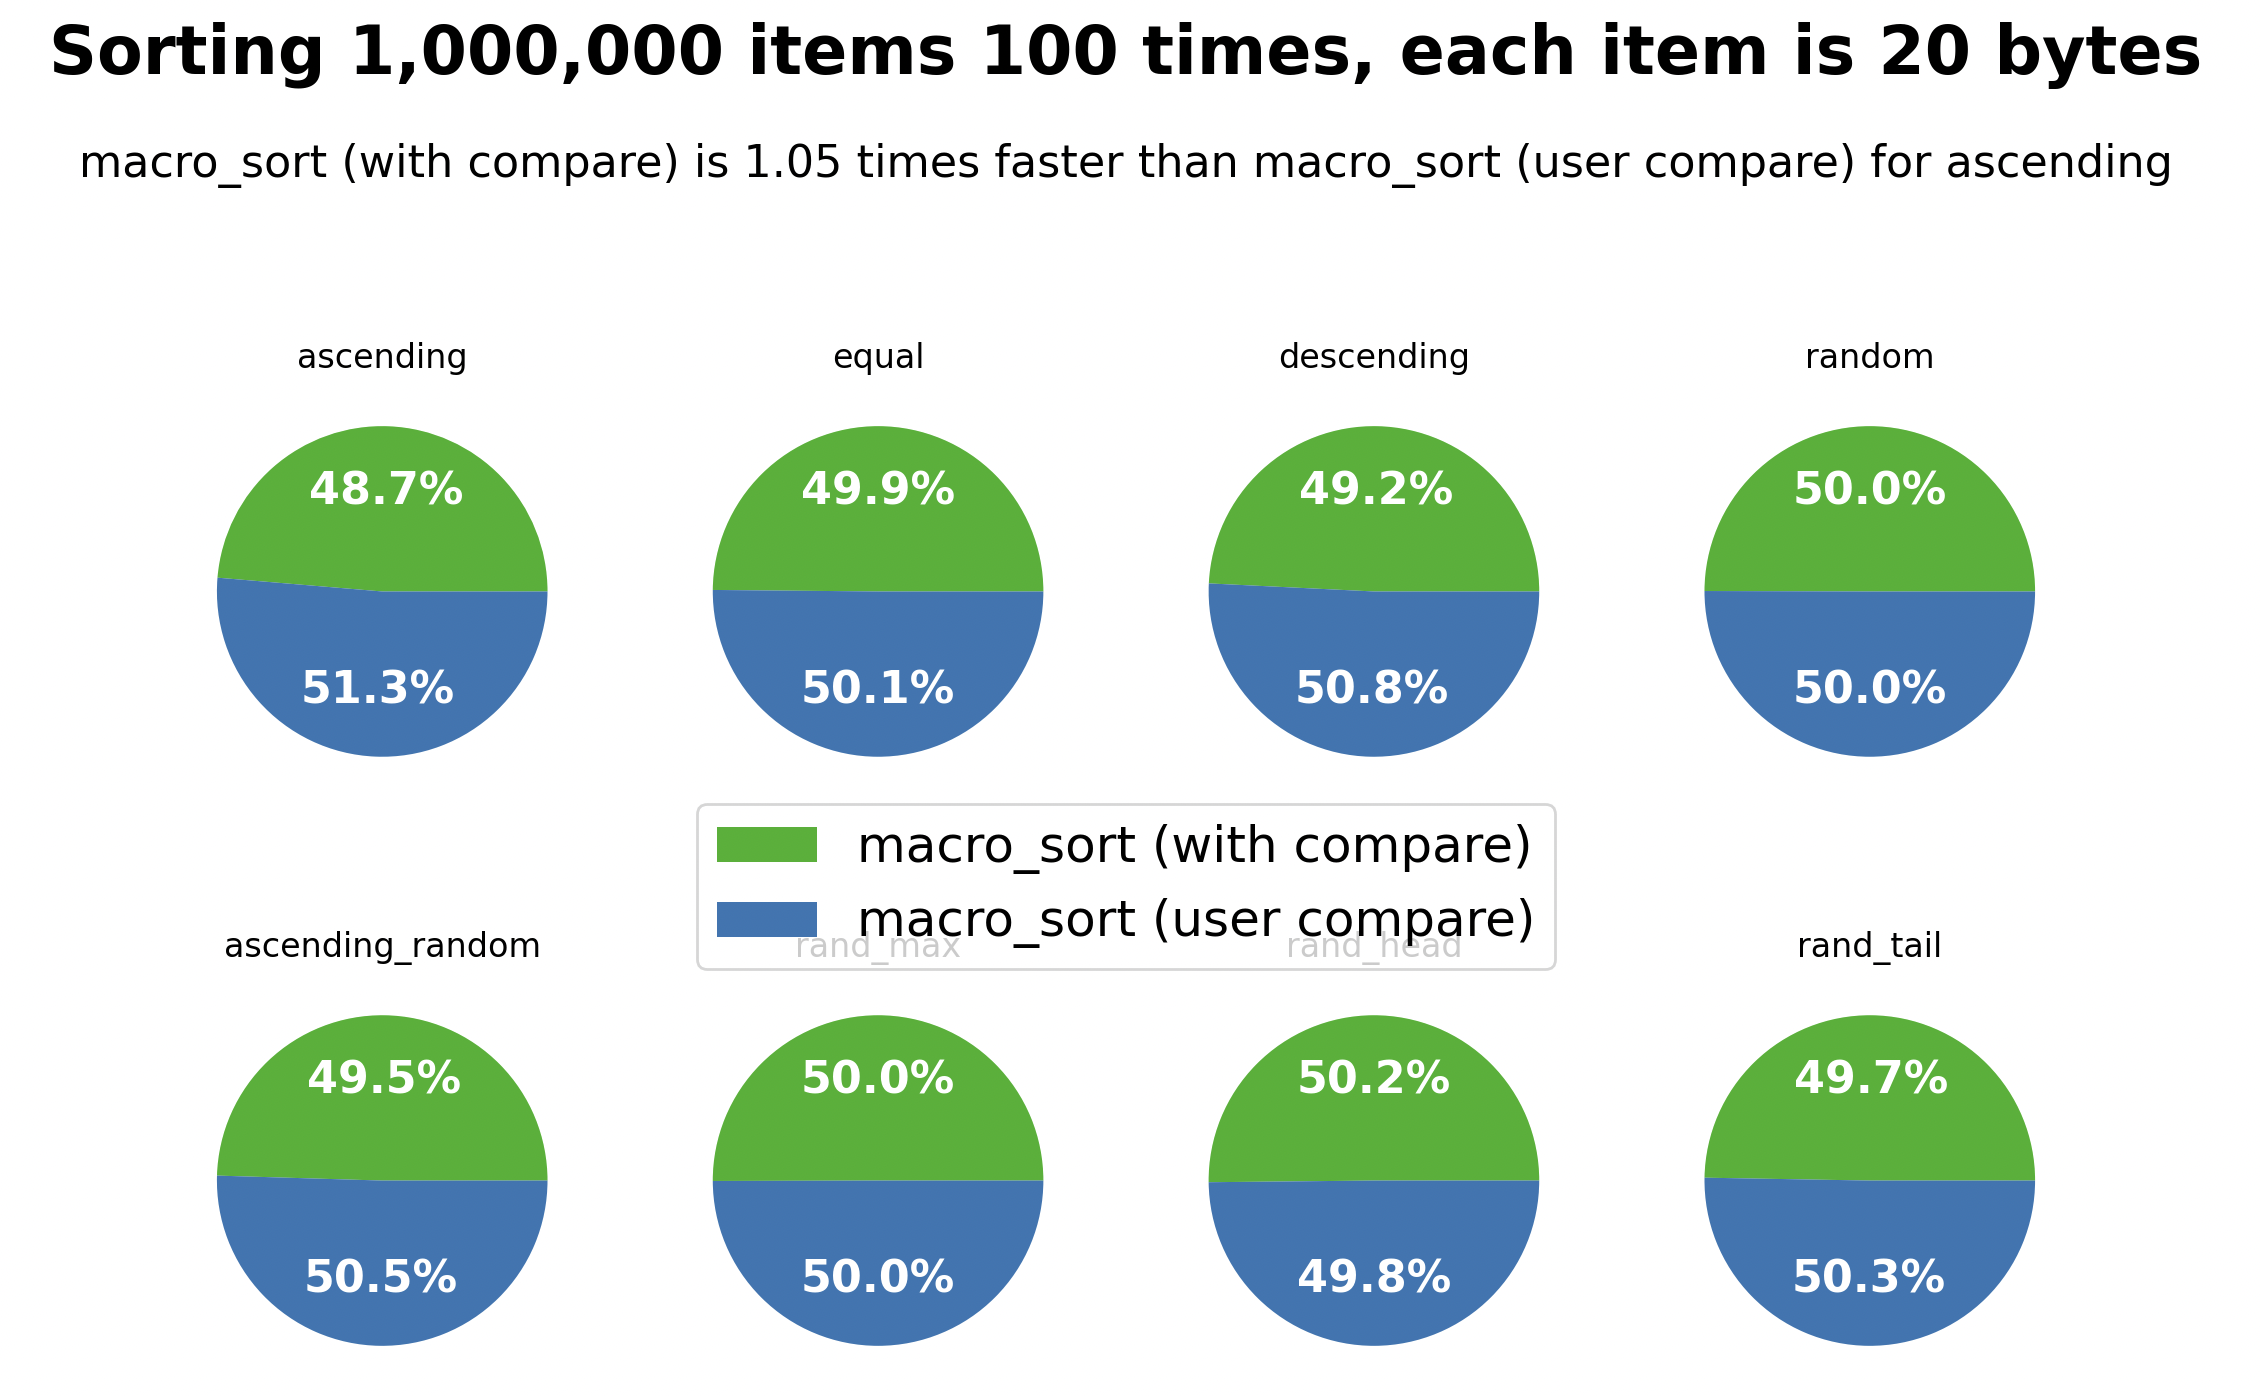 Sorting 1,000,000 items 100 times, each item is 20 bytes
macro_sort (with compare) is 1.05 times faster than macro_sort (user compare) for ascending
ascending
48.7%
51.3%
equal
49.9%
50.1%
descending
49.2%
50.8%
random
50.0%
50.0%
macro_sort (with compare)
macro_sort (user compare)
ascending_random
49.5%
50.5%
rand_max
50.0%
50.0%
rand_head
50.2%
49.8%
rand_tail
49.7%
50.3%